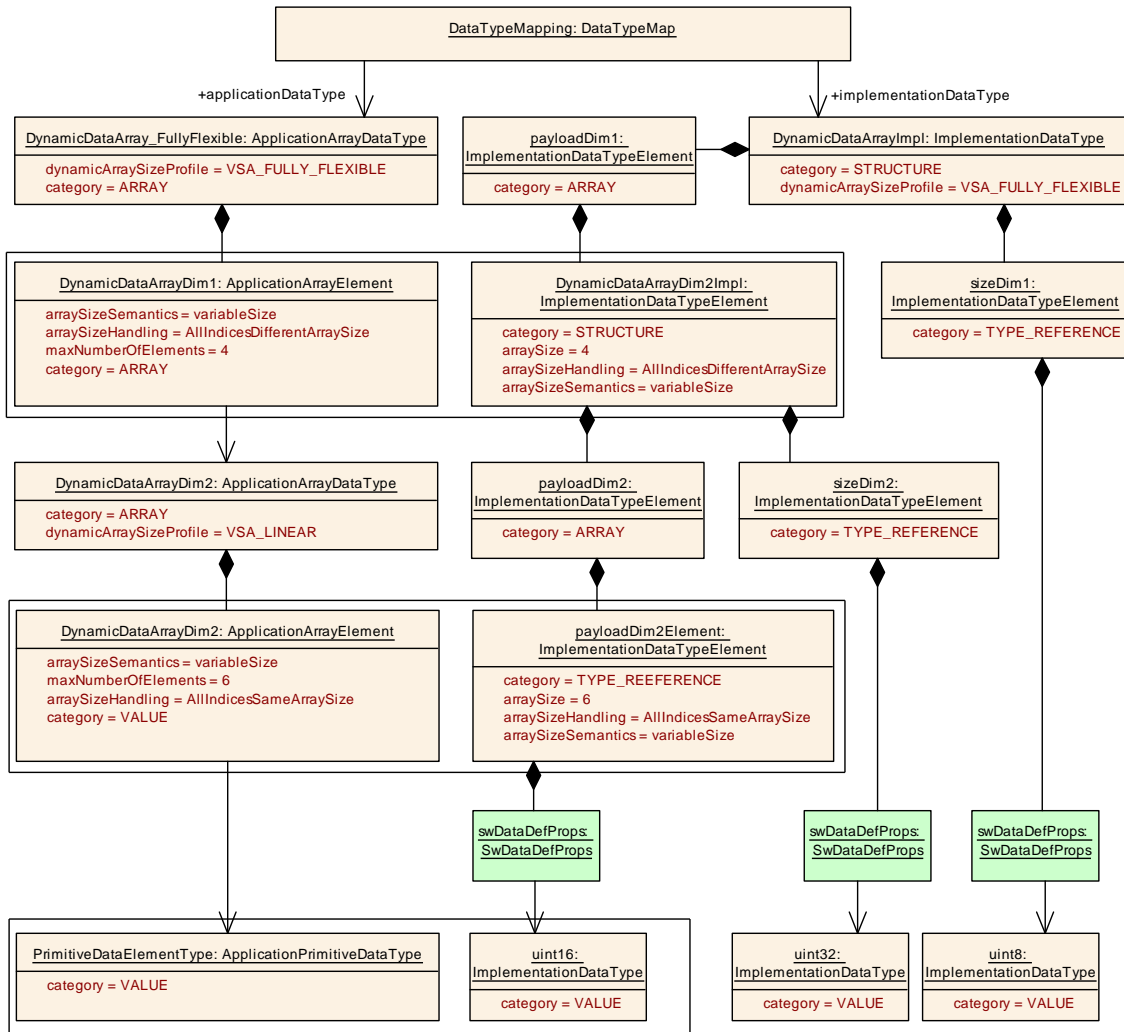 DataTypeMapping: DataTypeMap
+applicationDataType
+implementationDataType
DynamicDataArray_FullyFlexible: ApplicationArrayDataType
dynamicArraySizeProfile = VSA_FULLY_FLEXIBLE
category = ARRAY
payloadDim1:
ImplementationDataTypeElement
category = ARRAY
DynamicDataArrayImpl: ImplementationDataType
category = STRUCTURE
dynamicArraySizeProfile = VSA_FULLY_FLEXIBLE
DynamicDataArrayDim1: ApplicationArrayElement
arraySizeSemantics = variableSize
arraySizeHandling = AllIndicesDifferentArraySize
maxNumberOfElements = 4
category = ARRAY
DynamicDataArrayDim2Impl:
ImplementationDataTypeElement
category = STRUCTURE
arraySize = 4
arraySizeHandling = AllIndicesDifferentArraySize
arraySizeSemantics = variableSize
sizeDim1:
ImplementationDataTypeElement
category = TYPE_REFERENCE
DynamicDataArrayDim2: ApplicationArrayDataType
category = ARRAY
dynamicArraySizeProfile = VSA_LINEAR
payloadDim2:
ImplementationDataTypeElement
category = ARRAY
sizeDim2:
ImplementationDataTypeElement
category = TYPE_REFERENCE
DynamicDataArrayDim2: ApplicationArrayElement
arraySizeSemantics = variableSize
maxNumberOfElements = 6
arraySizeHandling = AllIndicesSameArraySize
category = VALUE
payloadDim2Element:
ImplementationDataTypeElement
category = TYPE_REEFERENCE
arraySize = 6
arraySizeHandling = AllIndicesSameArraySize
arraySizeSemantics = variableSize
swDataDefProps:
SwDataDefProps
swDataDefProps:
SwDataDefProps
swDataDefProps:
SwDataDefProps
PrimitiveDataElementType: ApplicationPrimitiveDataType
category = VALUE
uint16:
ImplementationDataType
category = VALUE
uint32:
ImplementationDataType
category = VALUE
uint8:
ImplementationDataType
category = VALUE